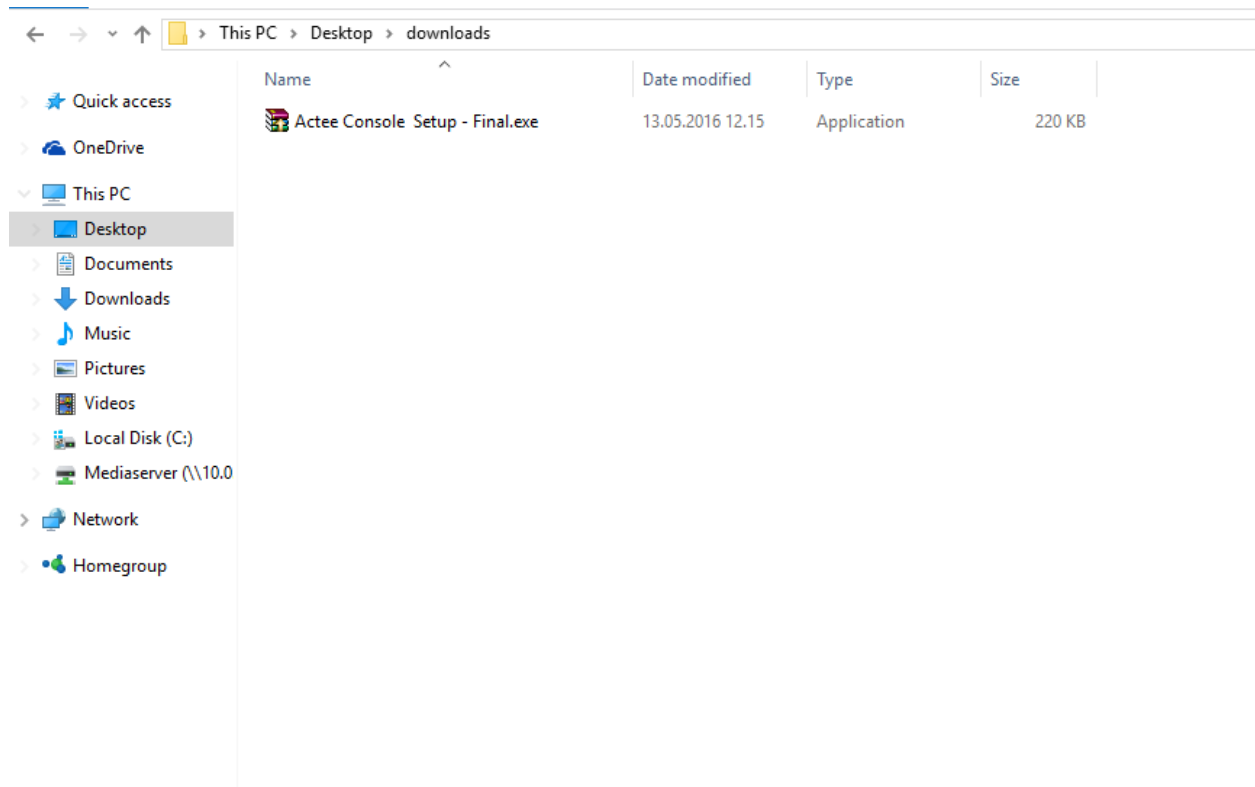 This PC > Desktop > downloads
Name Date modified Type Size
Actee Console  Setup - Final.exe 13.05.2016 12.15 Application 220 KB
Quick access
OneDrive
This PC
Desktop
Documents
Downloads
Music
Pictures
Videos
Local Disk (C:)
Mediaserver (\\10.0
Network
Homegroup